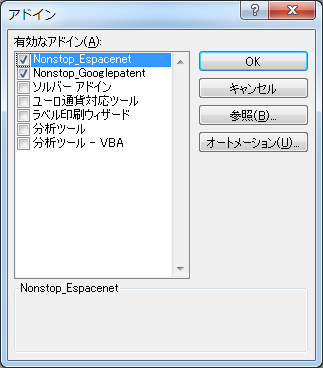 アドイン
有効なアドイン(A):
Nonstop_Espacenet
Nonstop_Googlepatent
ソルバー アドイン
ユーロ通貨対応ツール
ラベル印刷ウィザード
分析ツール
分析ツール - VBA
OK
キャンセル
参照(B)...
オートメーション(U)...
Nonstop_Espacenet